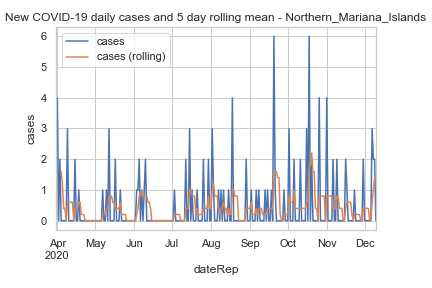 New COVID-19 daily cases and 5 day rolling mean - Northern_Mariana_Islands
cases
cases (rolling)
cases
6
5
4
3
2
1
0
Apr May Jun Jul Aug Sep Oct Nov Dec
2020
dateRep